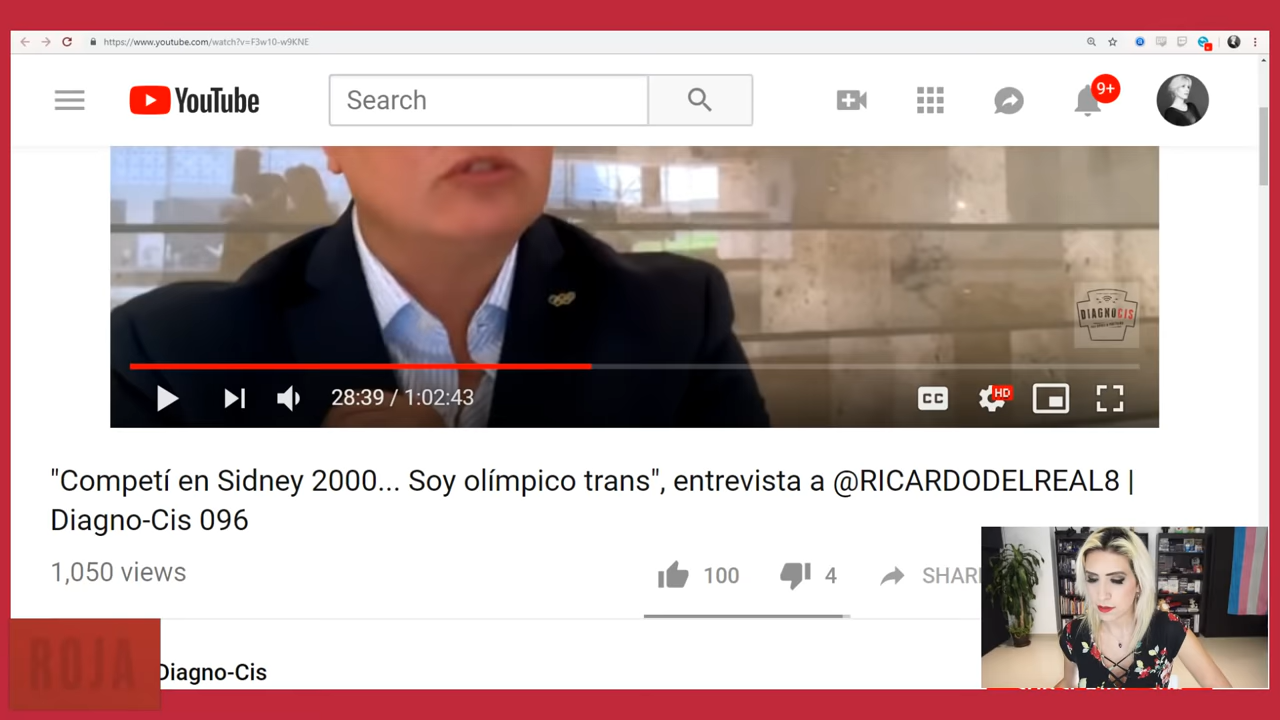 https://www.youtube.com/watch?v=F3w10-w9KNE
YouTube
Search
9+
DIAGNOCIS
28:39 / 1:02:43
CC
HD
"Competí en Sidney 2000... Soy olímpico trans", entrevista a @RICARDODELREAL8 |
Diagno-Cis 096
1,050 views
100
4
SHAR
ROJA
Diagno-Cis